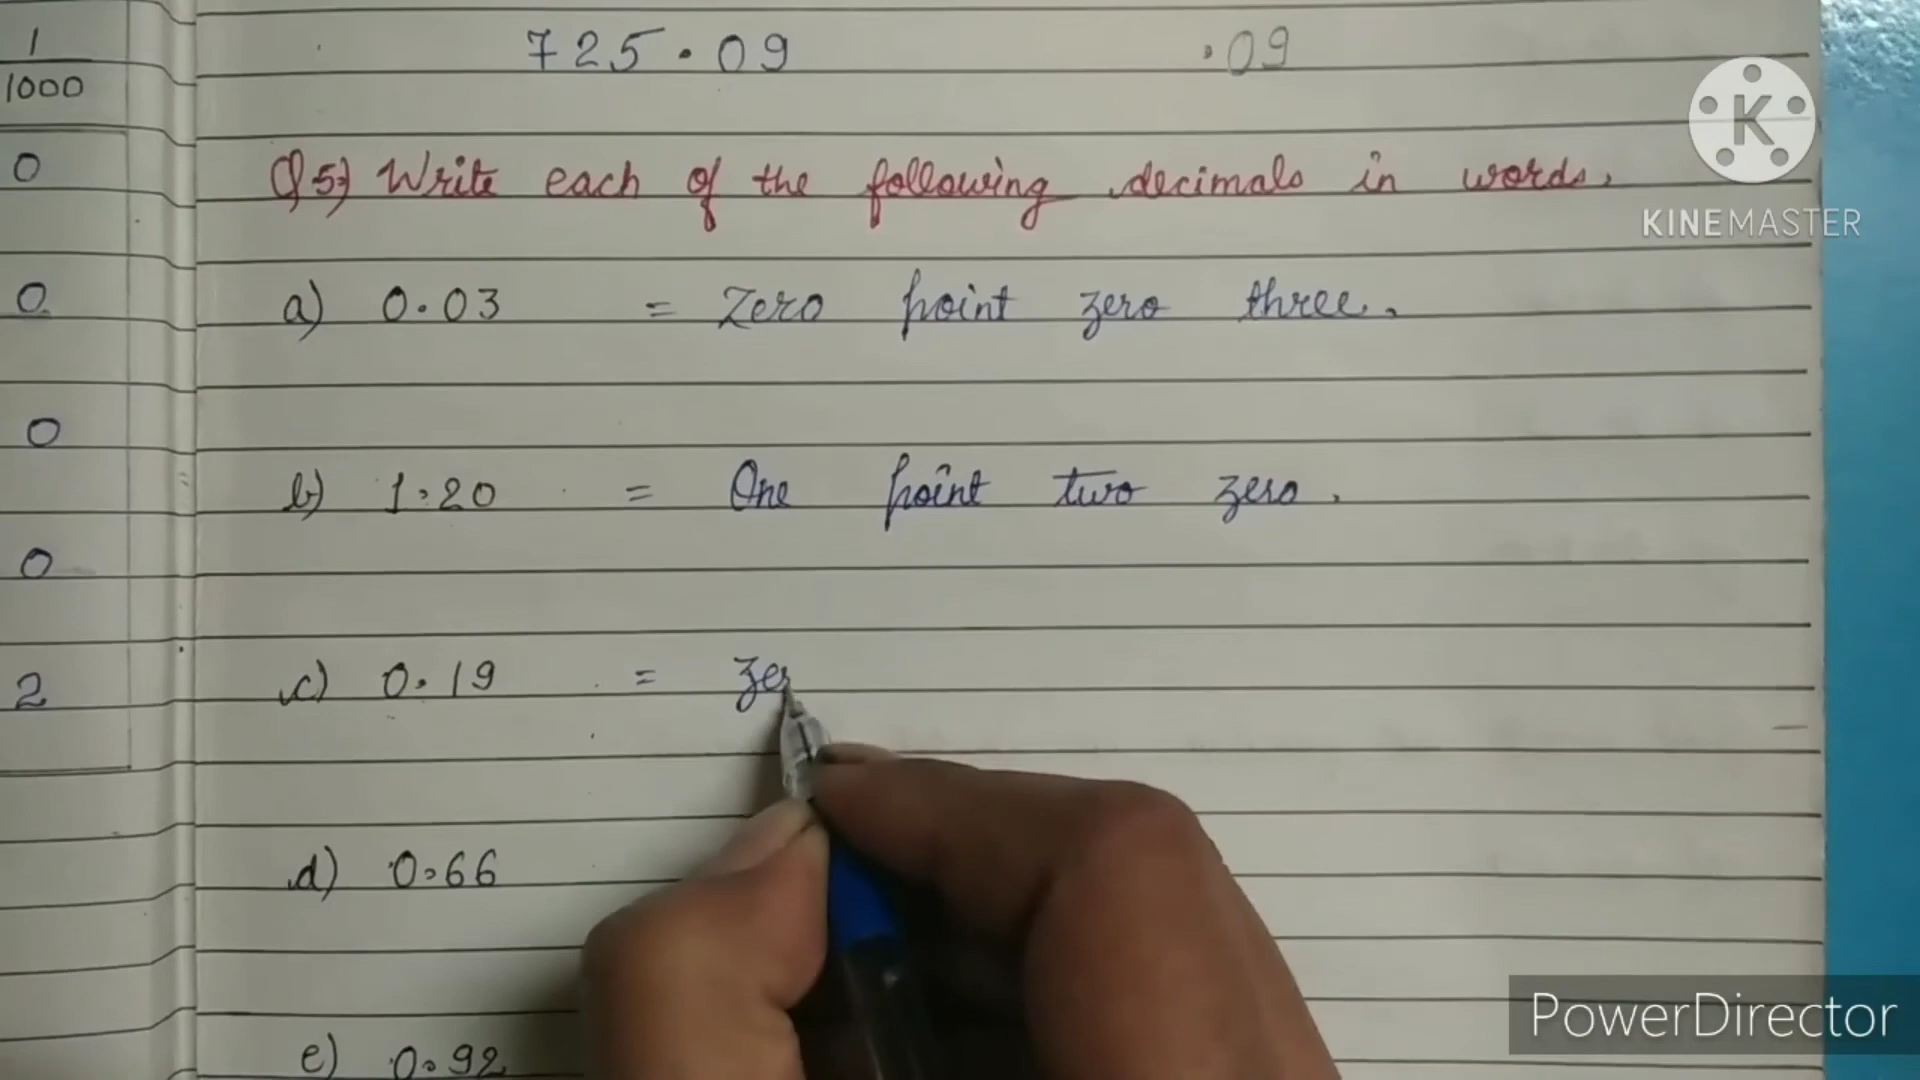 1
1000
725.09
.09
0
Q5) Write each of the following decimals in words.
K
KINEMASTER
0
a) 0.03 = Zero point zero three.
0
b) 1.20 = One point two zero.
0
c) 0.19 = ze
2
d) 0.66
PowerDirector
e) 0.92